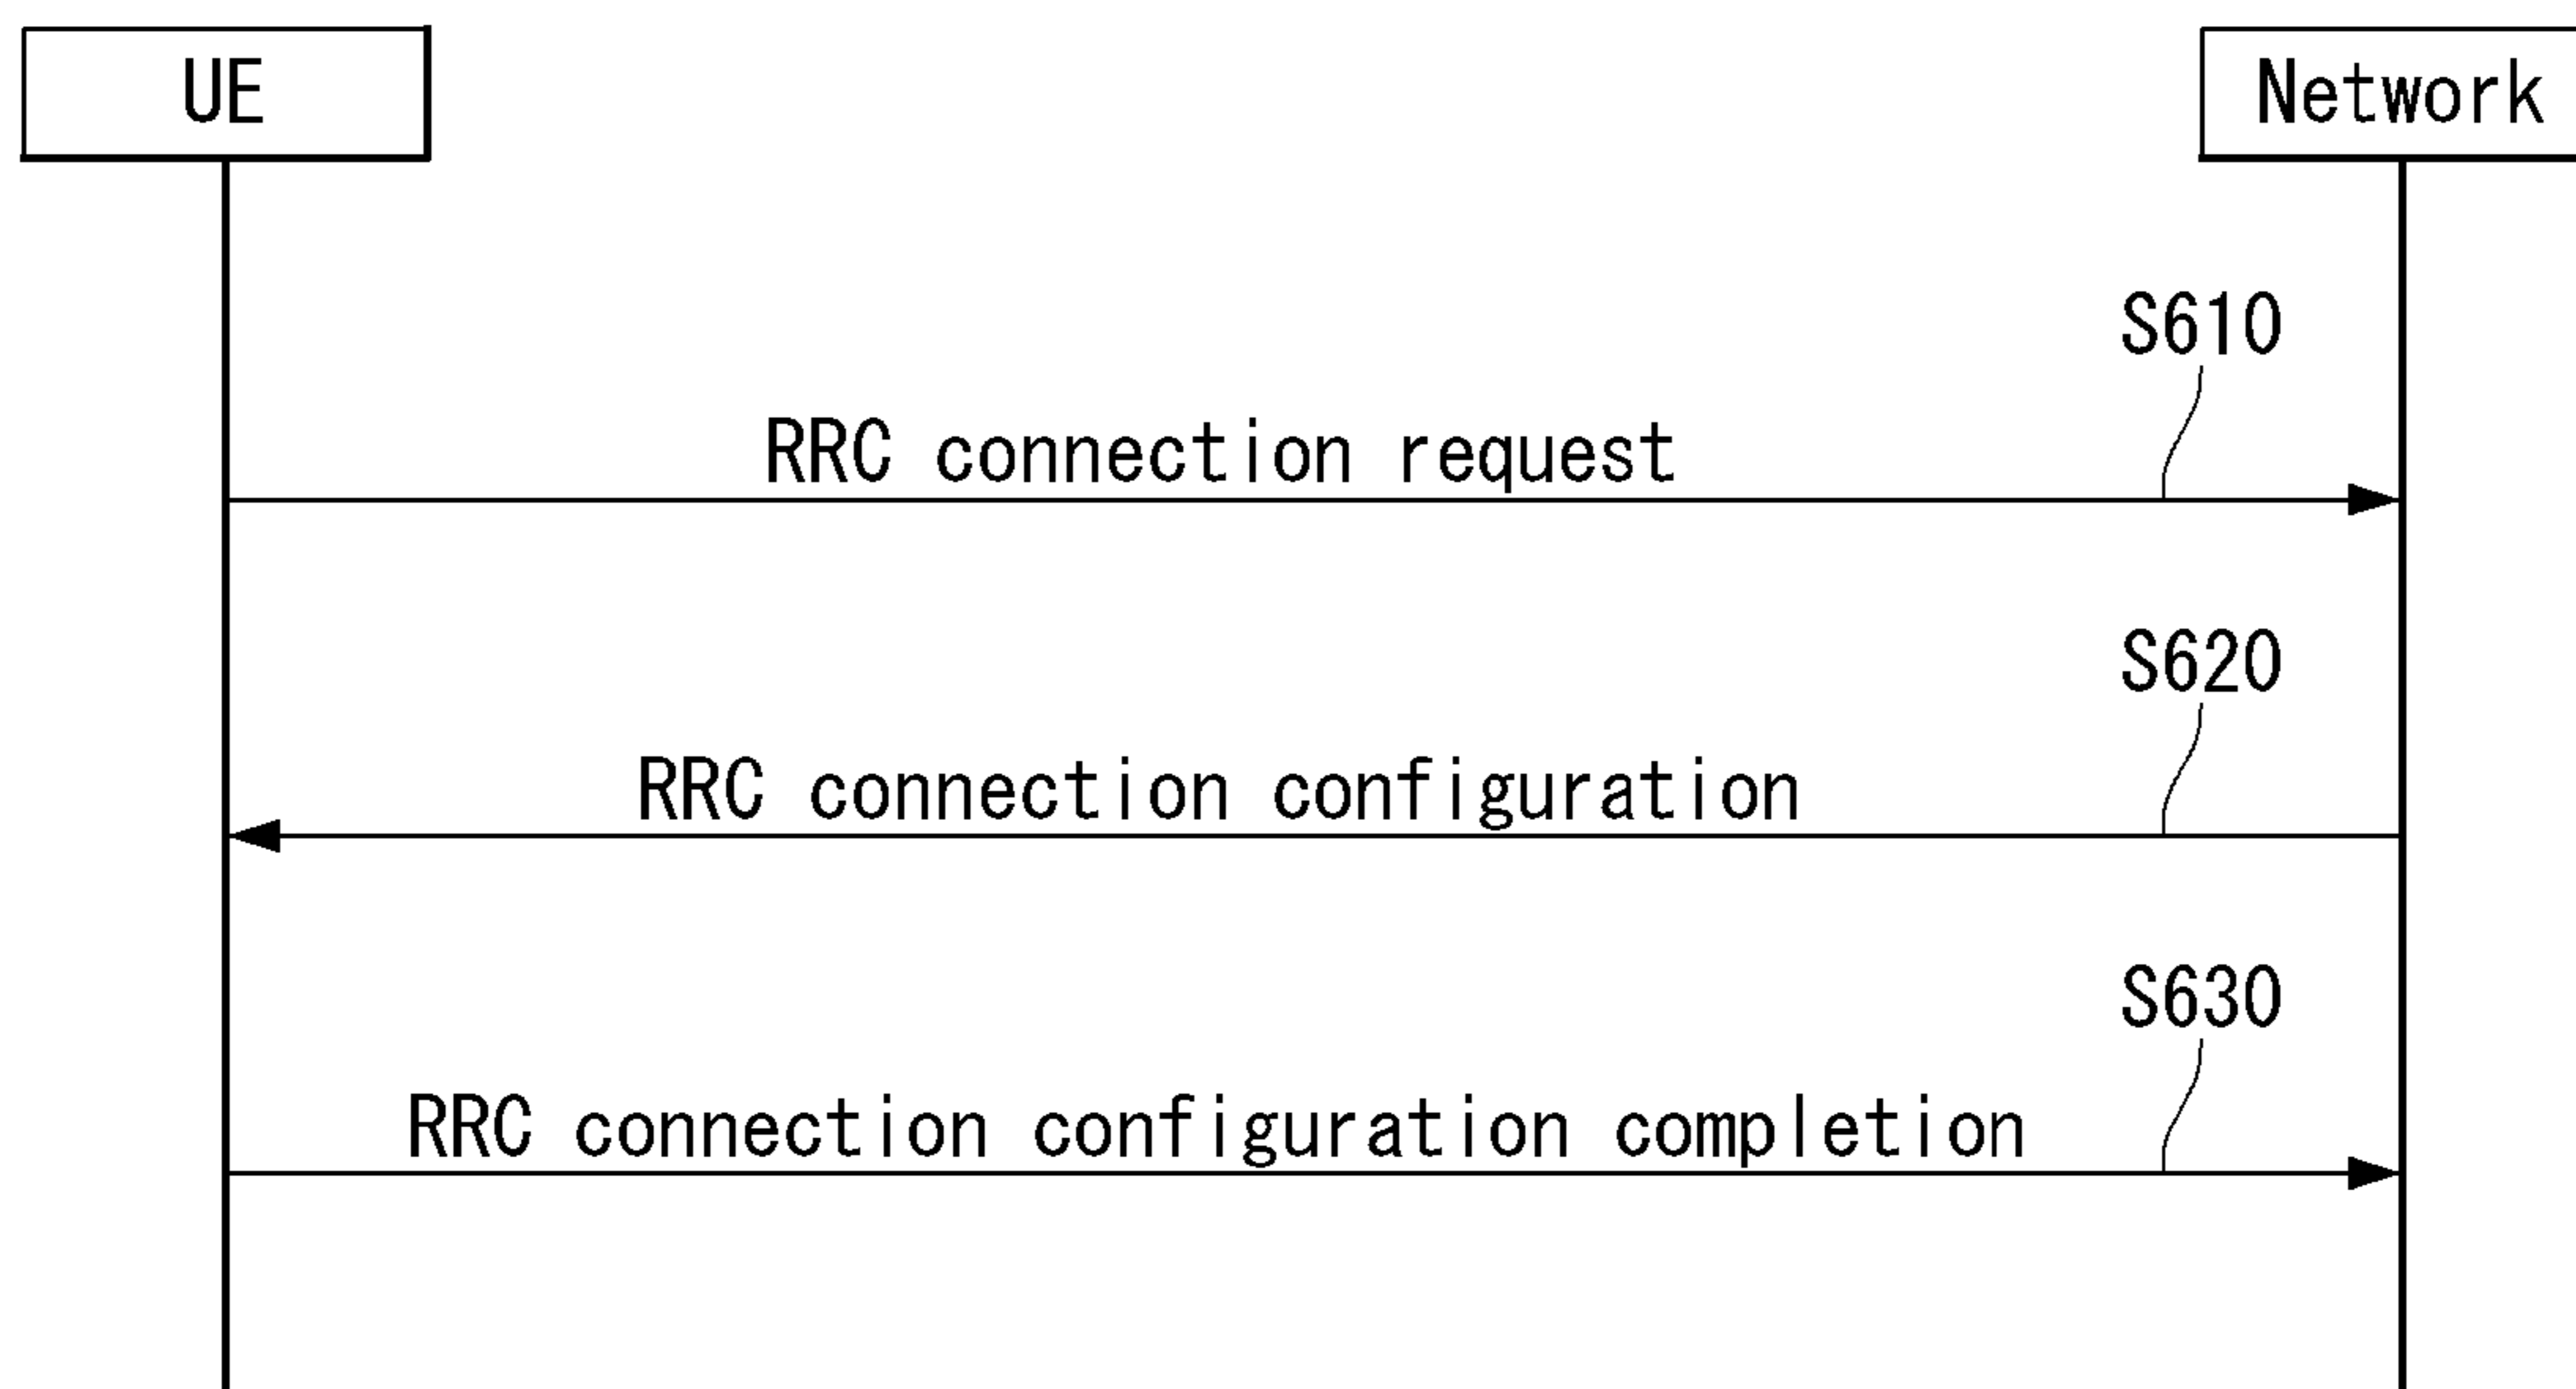 UE
Network
S610
RRC connection request
S620
RRC connection configuration
S630
RRC connection configuration completion